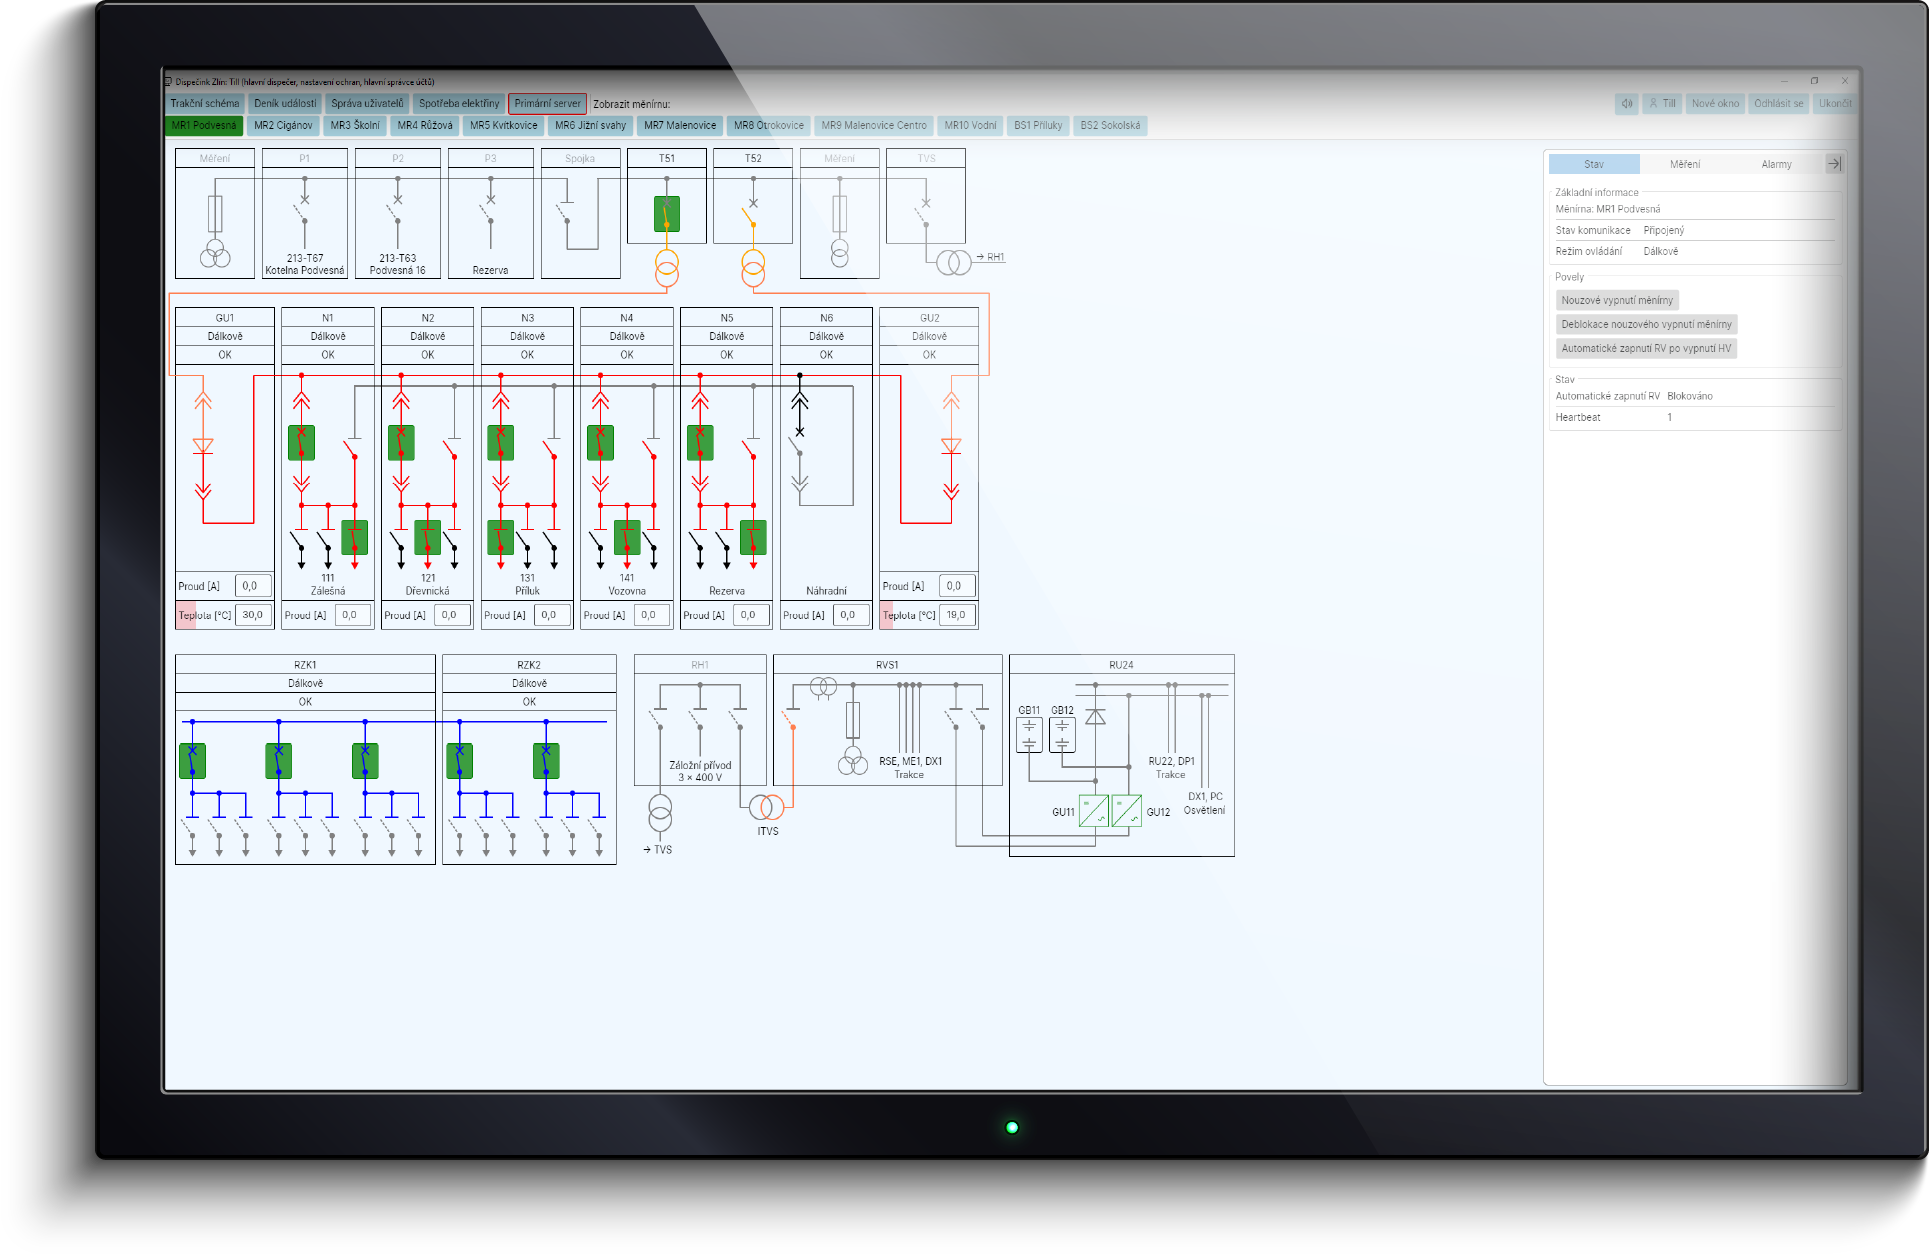 Dispečink Zlín: Till (hlavní dispečer, nastavení ochran, hlavní správce účtů)
Trakční schéma Deník událostí Správa uživatelů Spotřeba elektřiny Primární server Zobrazit měnírnu: Till Nové okno Odhlásit se Ukončit
MR1 Podvesná MR2 Cigánov MR3 Školní MR4 Růžová MR5 Kvítkovice MR6 Jižní svahy MR7 Malenovice MR8 Otrokovice MR9 Malenovice Centro MR10 Vodní BS1 Příluky BS2 Sokolská
Měření P1 P2 P3 Spojka T51 T52 Měření TVS
213-T67 213-T63
Kotelna Podvesná Podvesná 16 Rezerva
→ RH1
GU1 N1 N2 N3 N4 N5 N6 GU2
Dálkově Dálkově Dálkově Dálkově Dálkově Dálkově Dálkově Dálkově
OK OK OK OK OK OK OK OK
111 121 131 141
Zálešná Dřevnická Příluk Vozovna Rezerva Náhradní
Proud [A] 0,0 Proud [A] 0,0
Teplota [°C] 30,0 Proud [A] 0,0 Proud [A] 0,0 Proud [A] 0,0 Proud [A] 0,0 Proud [A] 0,0 Proud [A] 0,0 Teplota [°C] 19,0
RZK1 RZK2 RH1 RVS1 RU24
Dálkově Dálkově
OK OK
GB11 GB12
Záložní přívod
3 × 400 V
RSE, ME1, DX1
Trakce
RU22, DP1
Trakce
DX1, PC
Osvětlení
GU11 GU12
ITVS
→ TVS
Stav Měření Alarmy
Základní informace
Měnírna: MR1 Podvesná
Stav komunikace Připojený
Režim ovládání Dálkově
Povely
Nouzové vypnutí měnírny
Deblokace nouzového vypnutí měnírny
Automatické zapnutí RV po vypnutí HV
Stav
Automatické zapnutí RV Blokováno
Heartbeat 1